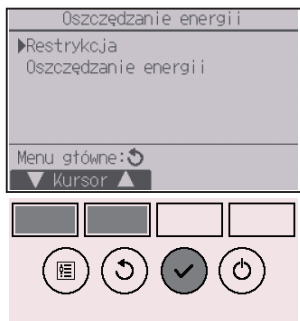 Oszczędzanie energii
▶Restrykcja
Oszczędzanie energii
Menu główne:
▼ Kursor ▲